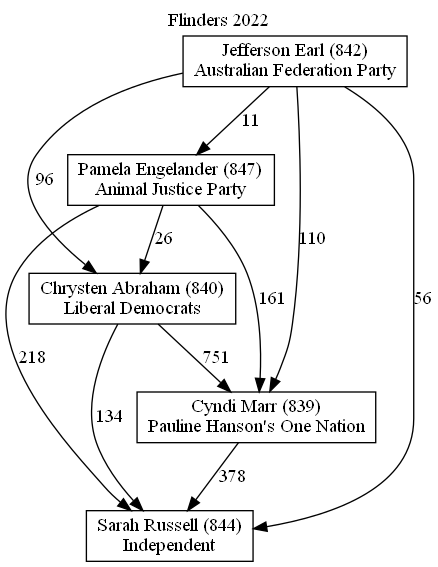 Flinders 2022
Jefferson Earl (842)
Australian Federation Party
11
Pamela Engelander (847)
Animal Justice Party
96
26
110
Chrysten Abraham (840)
Liberal Democrats
161
56
218
751
134
Cyndi Marr (839)
Pauline Hanson's One Nation
378
Sarah Russell (844)
Independent